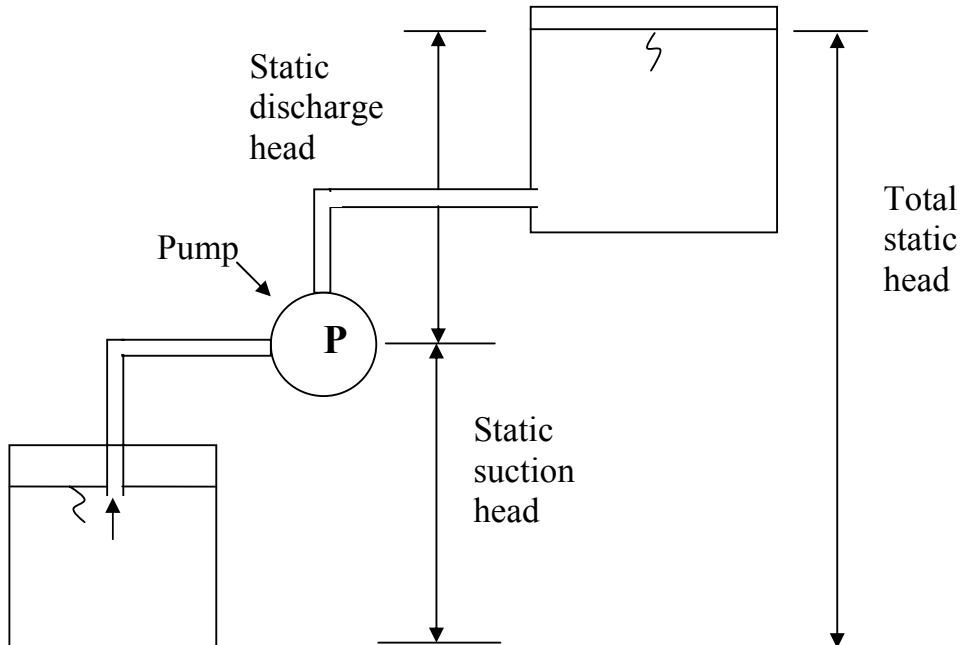 Static
discharge
head
Total
static
head
Pump
P
Static
suction
head